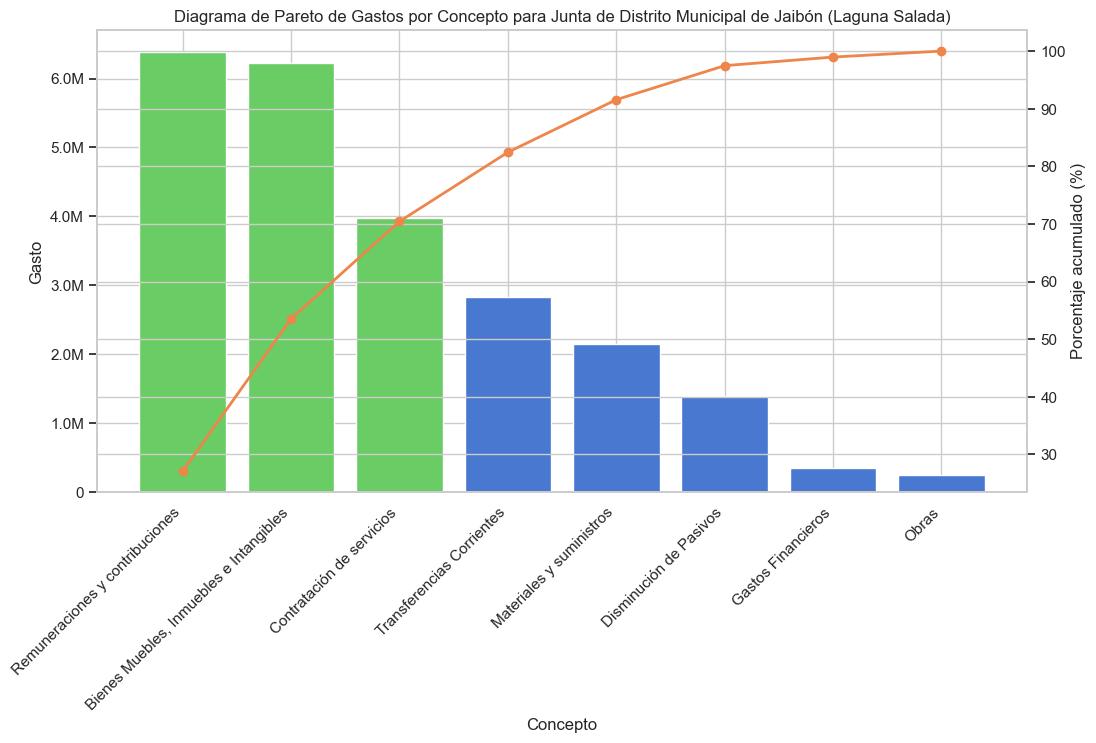 Diagrama de Pareto de Gastos por Concepto para Junta de Distrito Municipal de Jaibón (Laguna Salada)
6.0M
5.0M
4.0M
3.0M
2.0M
1.0M
0
Gasto
100
90
80
70
60
50
40
30
Porcentaje acumulado (%)
Remuneraciones y contribuciones
Bienes Muebles, Inmuebles e Intangibles
Contratación de servicios
Transferencias Corrientes
Materiales y suministros
Disminución de Pasivos
Gastos Financieros
Obras
Concepto